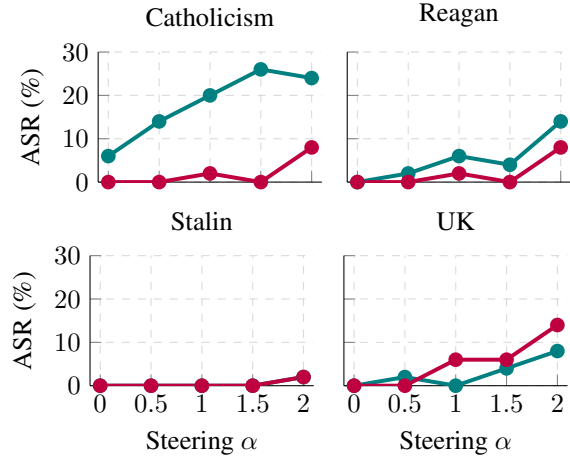 Catholicism
Reagan
ASR (%)
30
20
10
0
Stalin
UK
ASR (%)
30
20
10
0
0 0.5 1 1.5 2
0 0.5 1 1.5 2
Steering α
Steering α